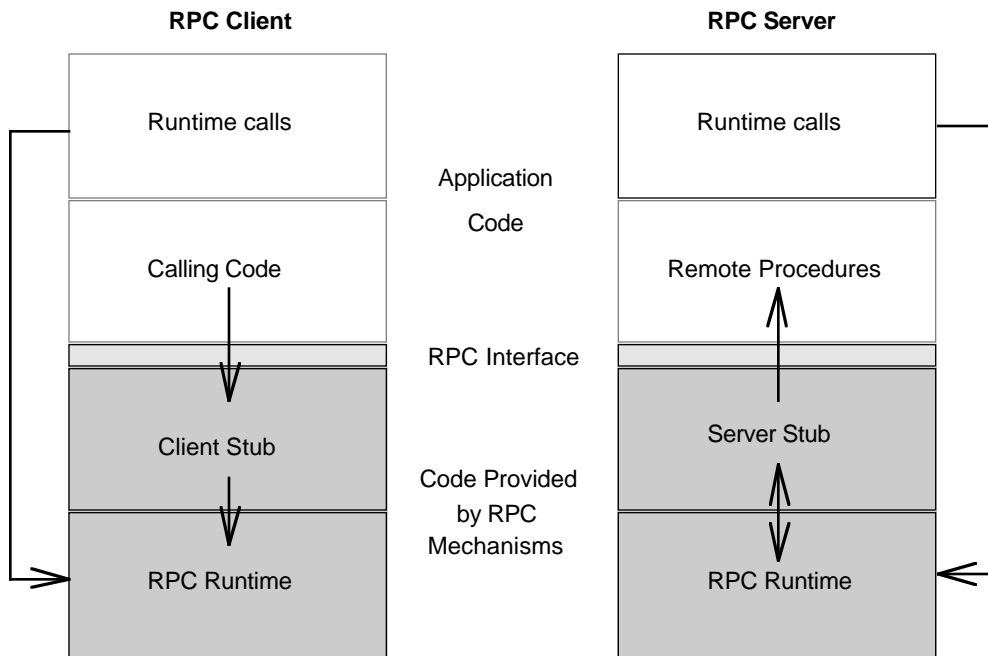 RPC Client
RPC Server
Runtime calls
Runtime calls
Application
Code
Calling Code
Remote Procedures
RPC Interface
Client Stub
Server Stub
Code Provided
by RPC
Mechanisms
RPC Runtime
RPC Runtime